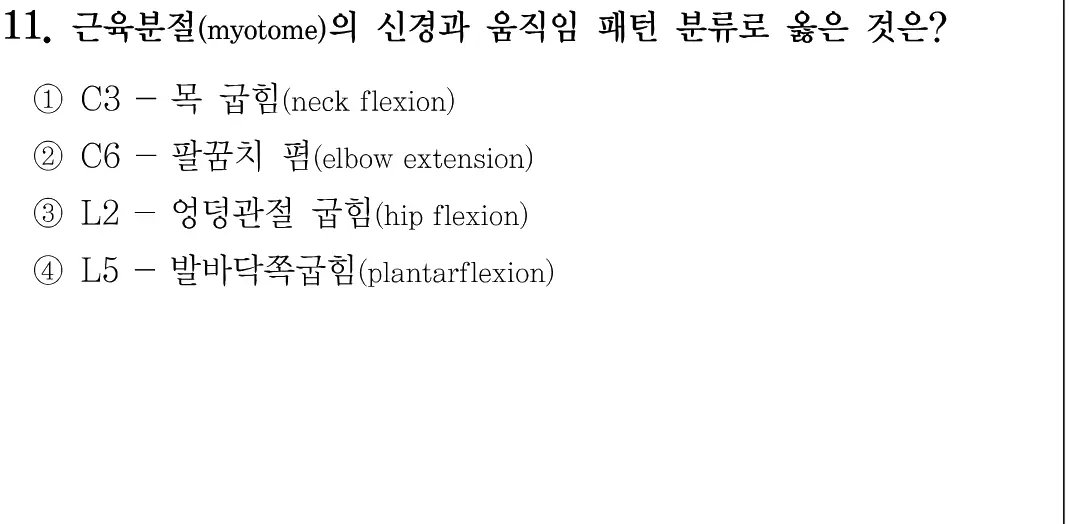 11. 근육분절(myotome)의 신경과 움직임 패턴 분류로 옳은 것은?
① C3 - 목 굽힘(neck flexion)
② C6 - 팔꿈치 폄(elbow extension)
③ L2 - 엉덩관절 굽힘(hip flexion)
④ L5 - 발바닥쪽굽힘(plantarflexion)